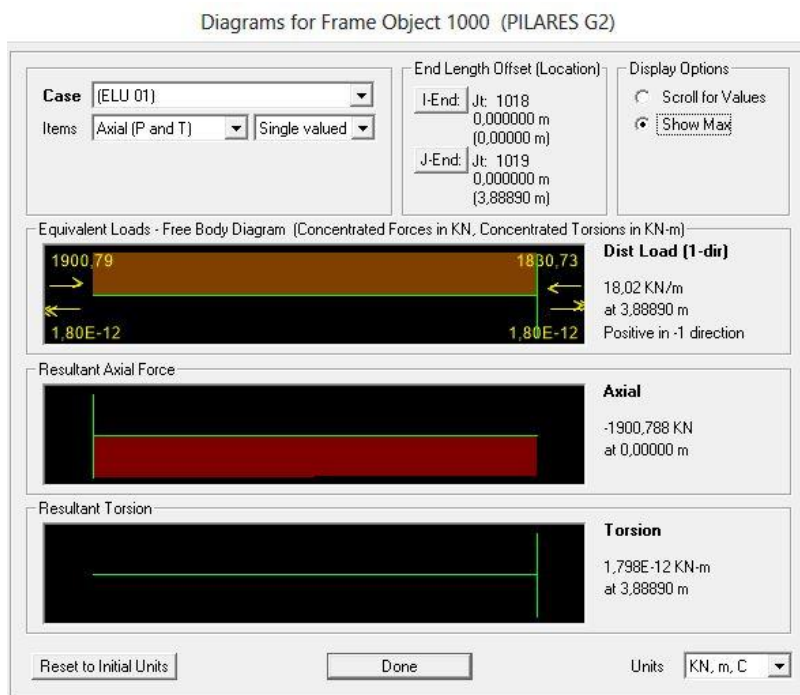 Diagrams for Frame Object 1000 (PILARES G2)
Case (ELU 01)
Items Axial (P and T) Single valued
End Length Offset (Location)
I-End: Jt: 1018
0,000000 m
(0,00000 m)
J-End: Jt: 1019
0,000000 m
(3,88890 m)
Display Options
Scroll for Values
Show Max
Equivalent Loads - Free Body Diagram (Concentrated Forces in KN, Concentrated Torsions in KN-m)
1900,79 1830,73
1,80E-12 1,80E-12
Dist Load (1-dir)
18,02 KN/m
at 3,88890 m
Positive in -1 direction
Resultant Axial Force
Axial
-1900,788 KN
at 0,00000 m
Resultant Torsion
Torsion
1,798E-12 KN-m
at 3,88890 m
Reset to Initial Units Done Units KN, m, C